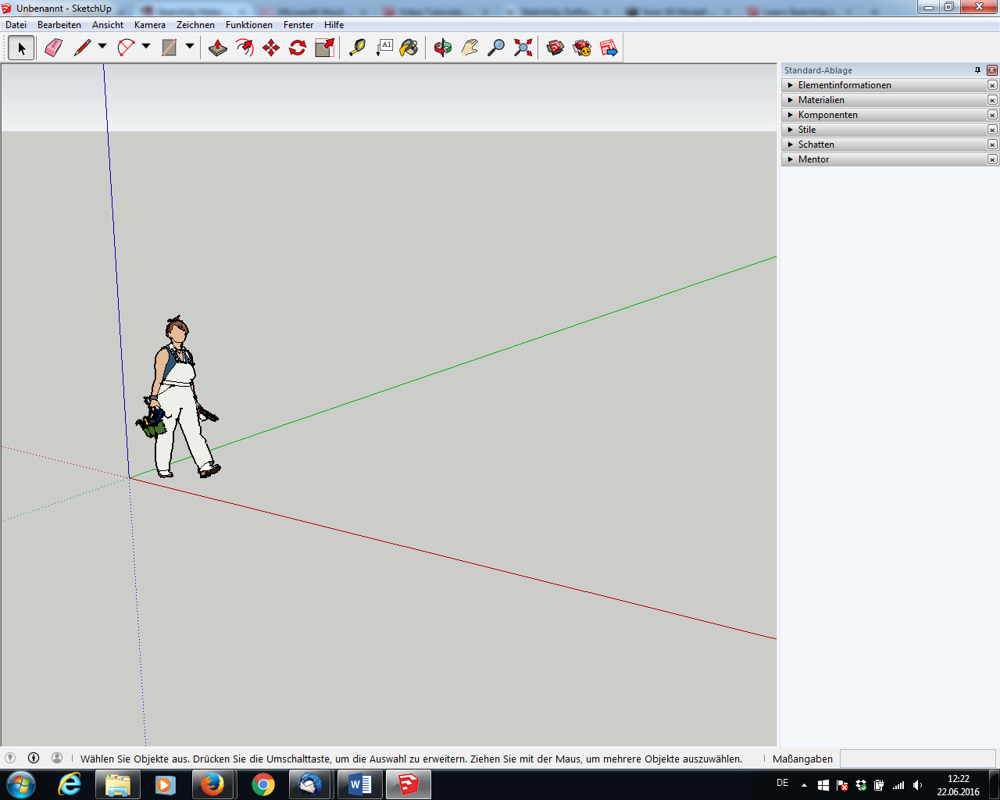 Unbenannt - SketchUp
Datei Bearbeiten Ansicht Kamera Zeichnen Funktionen Fenster Hilfe
A1
Standard-Ablage
Elementinformationen
Materialien
Komponenten
Stile
Schatten
Mentor
Wählen Sie Objekte aus. Drücken Sie die Umschalttaste, um die Auswahl zu erweitern. Ziehen Sie mit der Maus, um mehrere Objekte auszuwählen.
Maßangaben
DE
12:22
22.06.2016